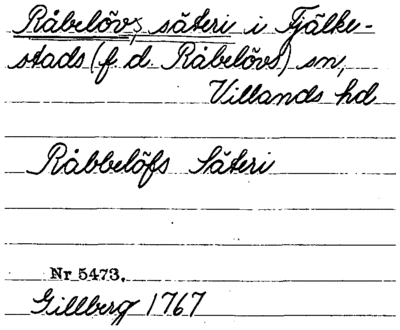 Råbelövs säteri i Fjälke-
stads (f d Råbelövs) sn,
Villands hd
Råbbelöfs Säteri
Nr 5473.
Gillberg 1767